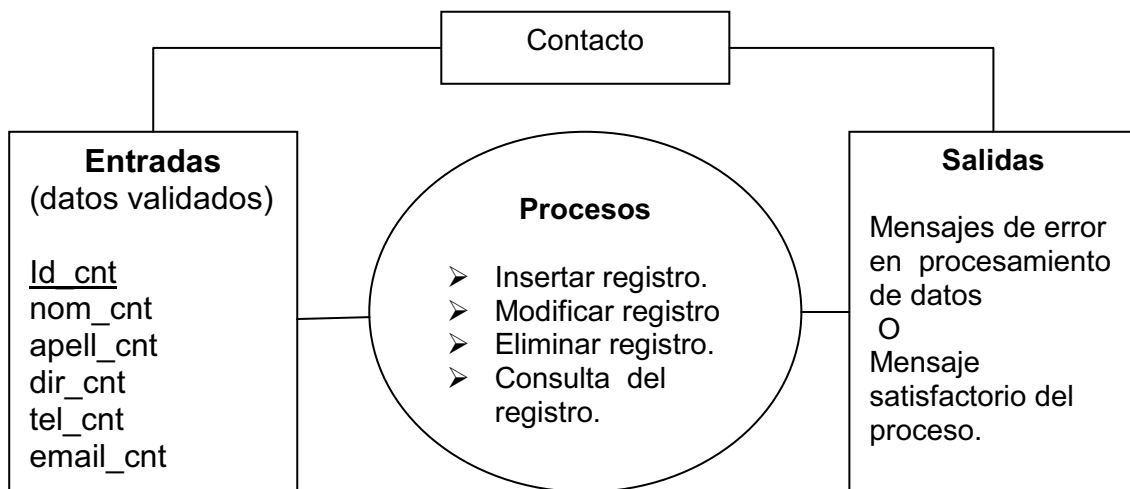 Contacto
Entradas
(datos validados)
Id_cnt
nom_cnt
apell_cnt
dir_cnt
tel_cnt
email_cnt
Procesos
➢ Insertar registro.
➢ Modificar registro
➢ Eliminar registro.
➢ Consulta del
registro.
Salidas
Mensajes de error
en procesamiento
de datos
O
Mensaje
satisfactorio del
proceso.